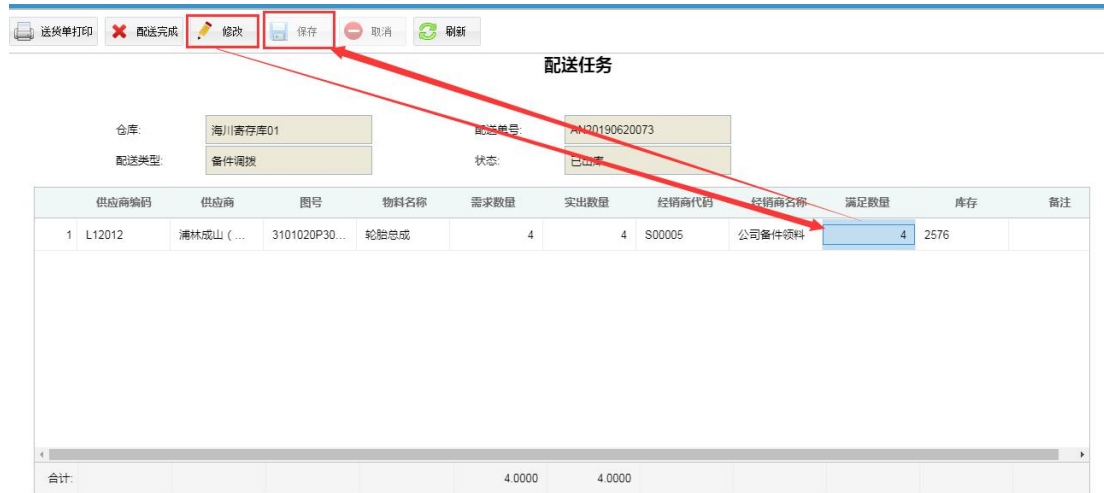 送货单打印 配送完成 修改 保存 取消 刷新
配送任务
仓库: 海川寄存库01 配送单号: AN20190620073
配送类型: 备件调拨 状态: 已出库
供应商编码 供应商 图号 物料名称 需求数量 实出数量 经销商代码 经销商名称 满足数量 库存 备注
1 L12012 浦林成山 (... 3101020P30... 轮胎总成 4 4 S00005 公司备件领料 4 2576
合计: 4.0000 4.0000